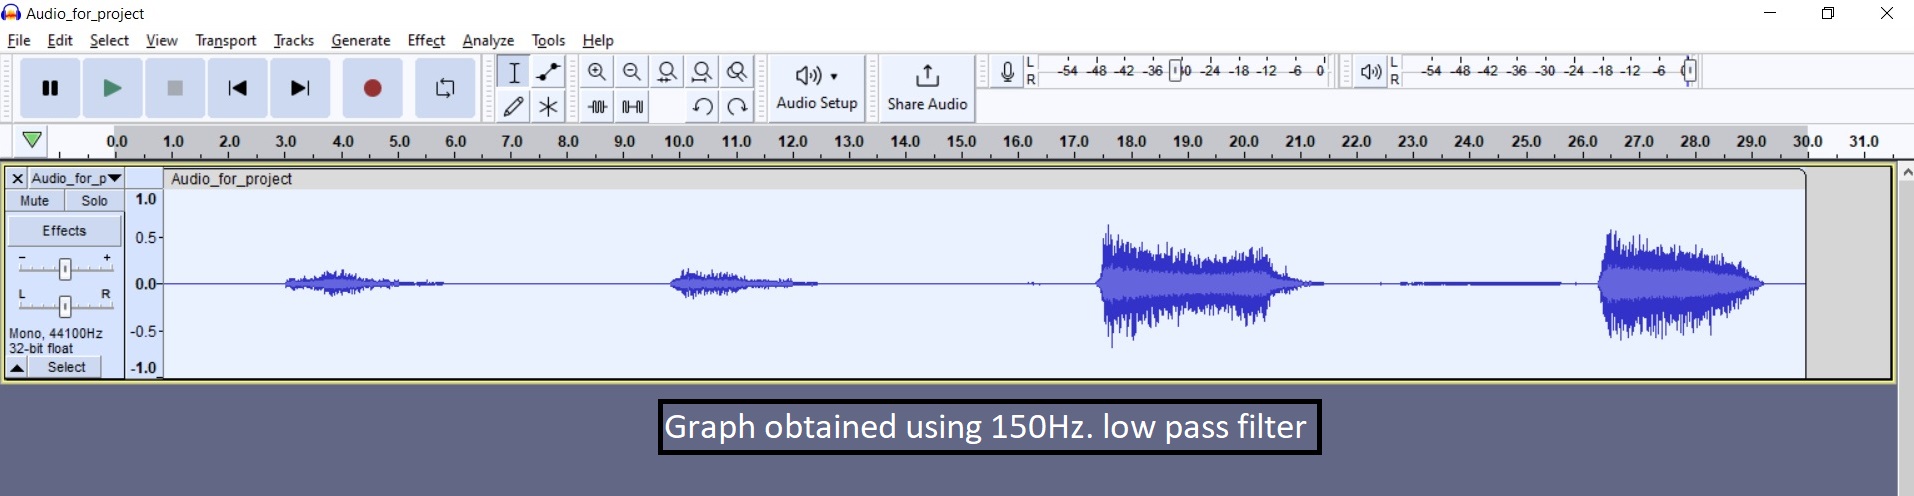 Audio_for_project
File Edit Select View Transport Tracks Generate Effect Analyze Tools Help
L
R
-54 -48 -42 -36 -30 -24 -18 -12 -6 0
L
R
-54 -48 -42 -36 -30 -24 -18 -12 -6 0
Audio Setup
Share Audio
0.0 1.0 2.0 3.0 4.0 5.0 6.0 7.0 8.0 9.0 10.0 11.0 12.0 13.0 14.0 15.0 16.0 17.0 18.0 19.0 20.0 21.0 22.0 23.0 24.0 25.0 26.0 27.0 28.0 29.0 30.0 31.0
Audio_for_p
Audio_for_project
Mute Solo
Effects
- +
L R
Mono, 44100Hz
32-bit float
Select
1.0
0.5
0.0
-0.5
-1.0
Graph obtained using 150Hz. low pass filter